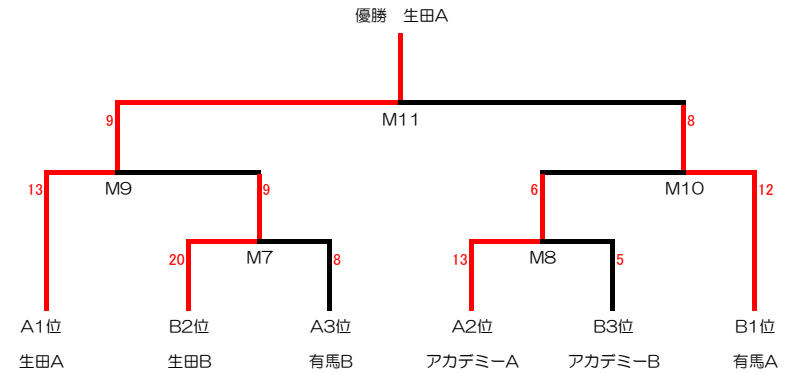 優勝　生田A
9 M11 8
13 M9 9 6 M10 12
20 M7 8 13 M8 5
A1位 B2位 A3位 A2位 B3位 B1位
生田A 生田B 有馬B アカデミーA アカデミーB 有馬A